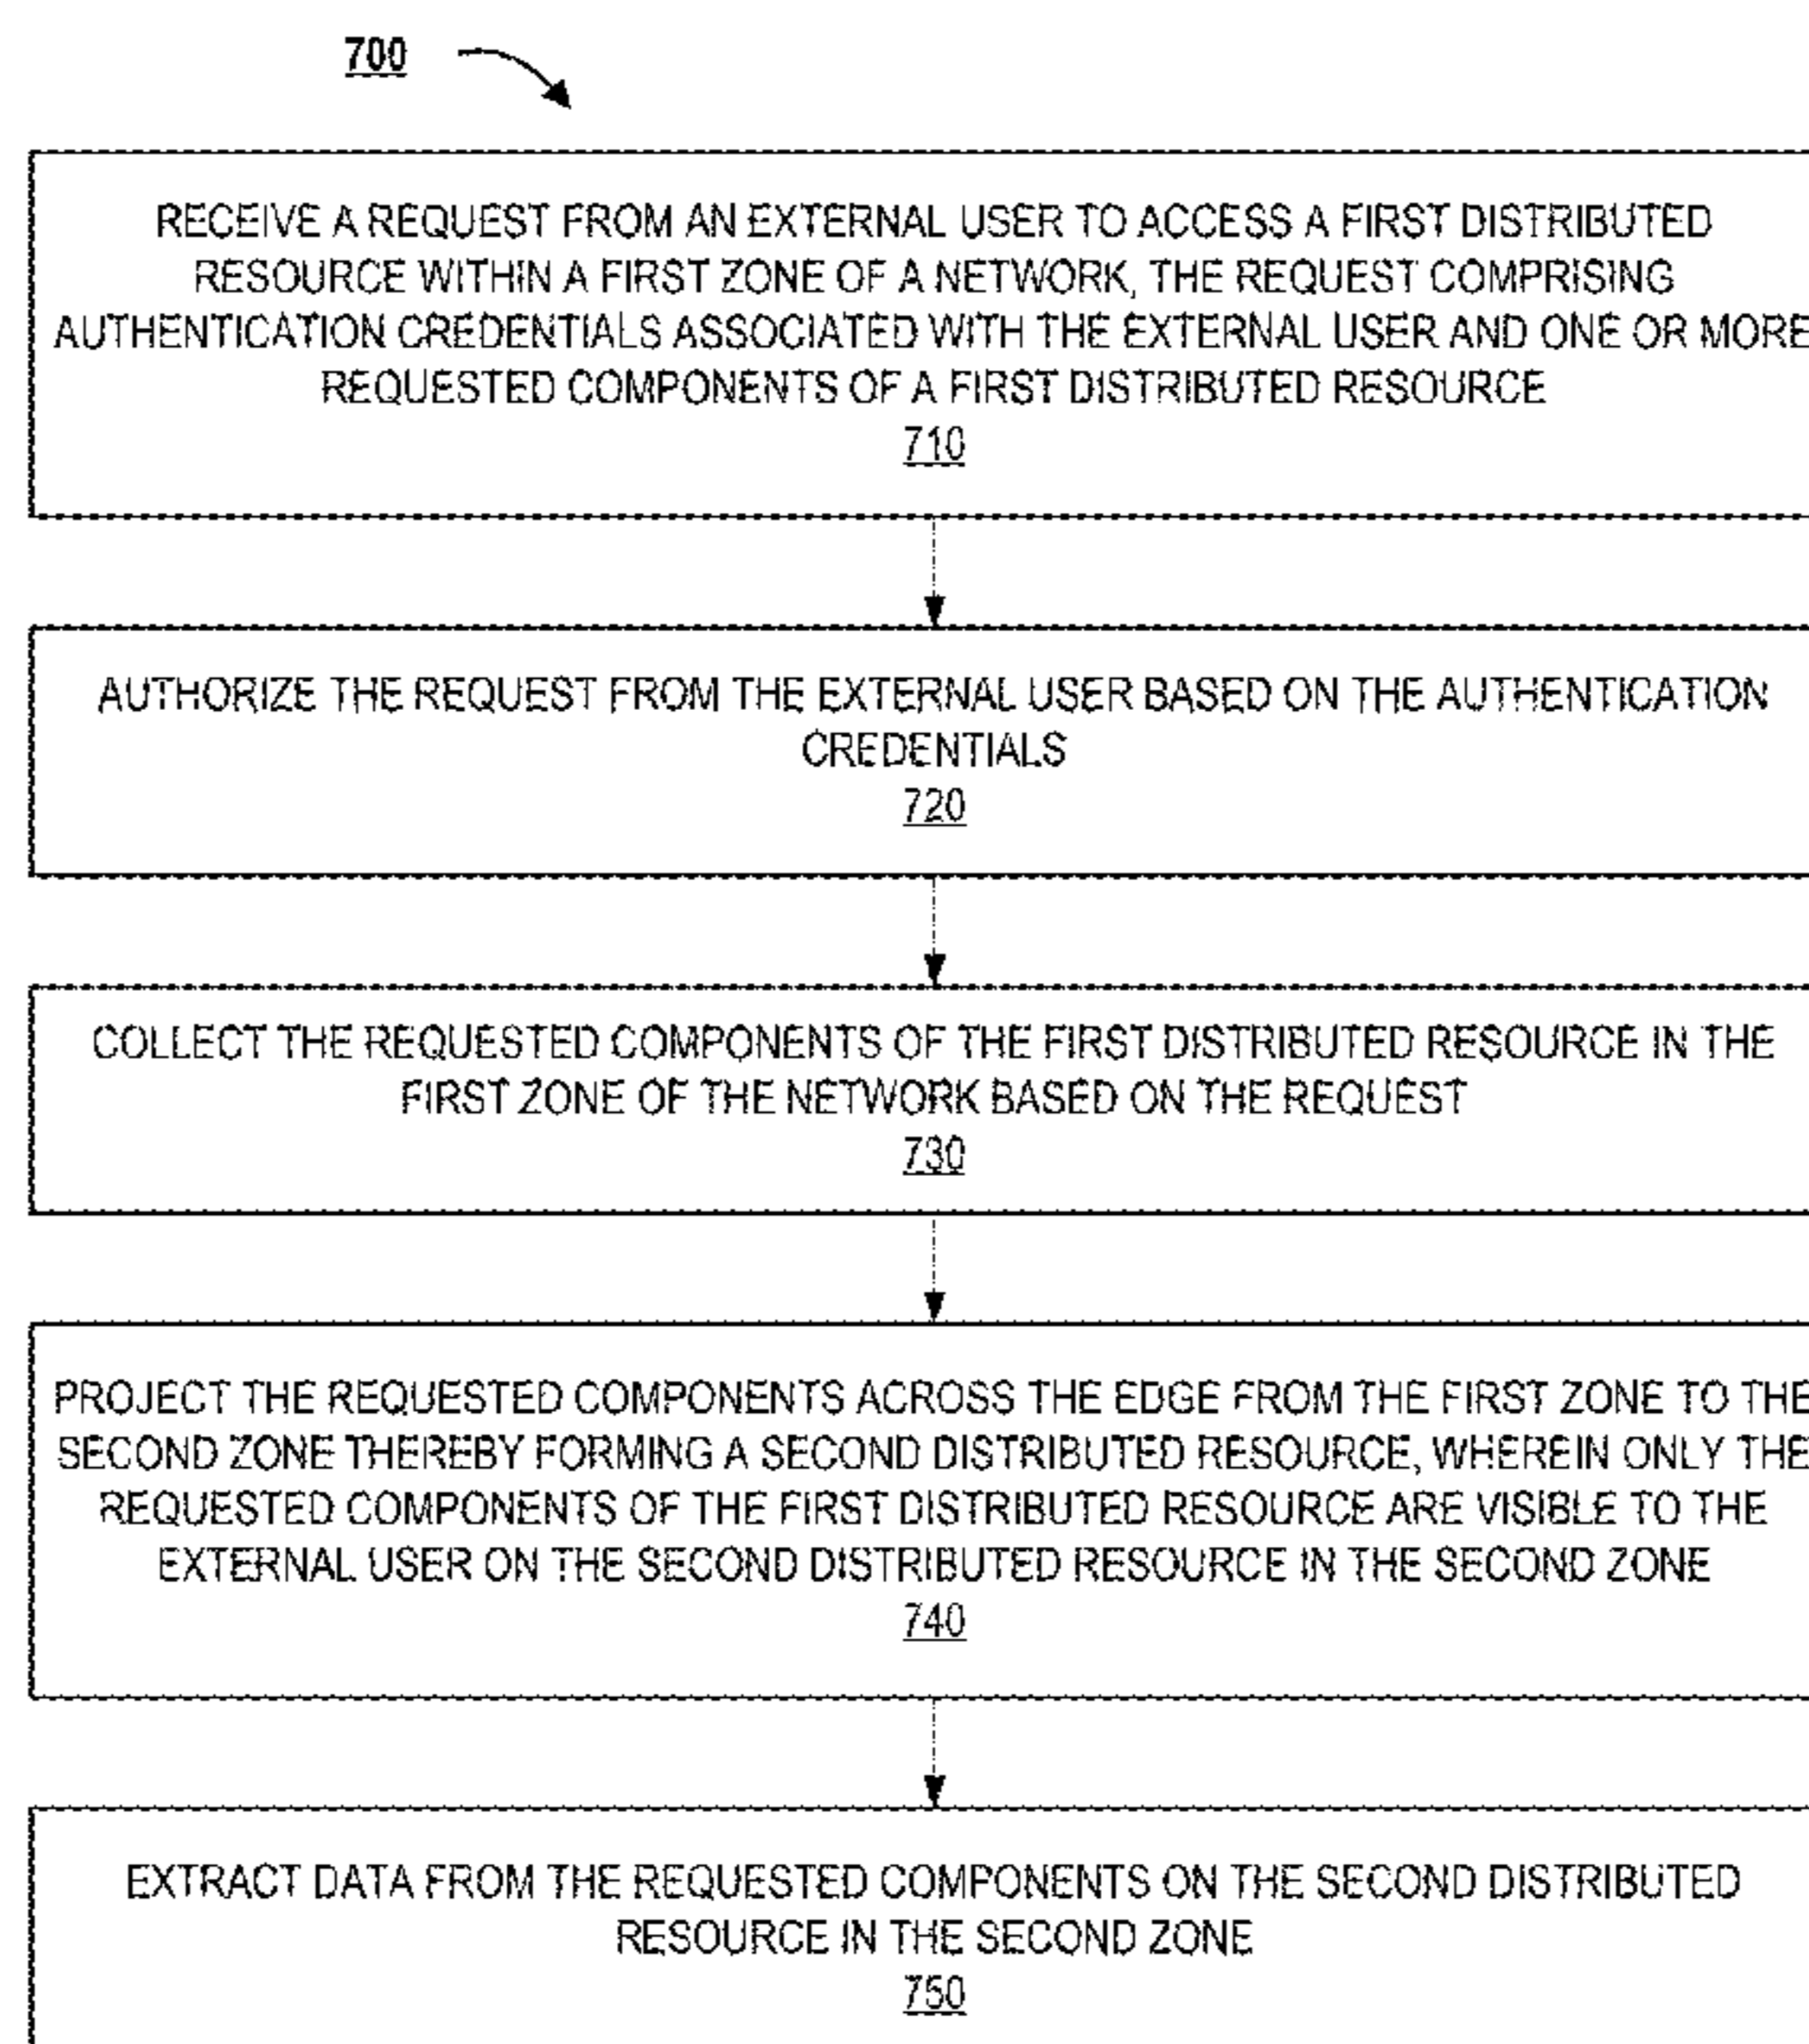 700
RECEIVE A REQUEST FROM AN EXTERNAL USER TO ACCESS A FIRST DISTRIBUTED
RESOURCE WITHIN A FIRST ZONE OF A NETWORK, THE REQUEST COMPRISING
AUTHENTICATION CREDENTIALS ASSOCIATED WITH THE EXTERNAL USER AND ONE OR MORE
REQUESTED COMPONENTS OF A FIRST DISTRIBUTED RESOURCE
710
AUTHORIZE THE REQUEST FROM THE EXTERNAL USER BASED ON THE AUTHENTICATION
CREDENTIALS
720
COLLECT THE REQUESTED COMPONENTS OF THE FIRST DISTRIBUTED RESOURCE IN THE
FIRST ZONE OF THE NETWORK BASED ON THE REQUEST
730
PROJECT THE REQUESTED COMPONENTS ACROSS THE EDGE FROM THE FIRST ZONE TO THE
SECOND ZONE THEREBY FORMING A SECOND DISTRIBUTED RESOURCE, WHEREIN ONLY THE
REQUESTED COMPONENTS OF THE FIRST DISTRIBUTED RESOURCE ARE VISIBLE TO THE
EXTERNAL USER ON THE SECOND DISTRIBUTED RESOURCE IN THE SECOND ZONE
740
EXTRACT DATA FROM THE REQUESTED COMPONENTS ON THE SECOND DISTRIBUTED
RESOURCE IN THE SECOND ZONE
750